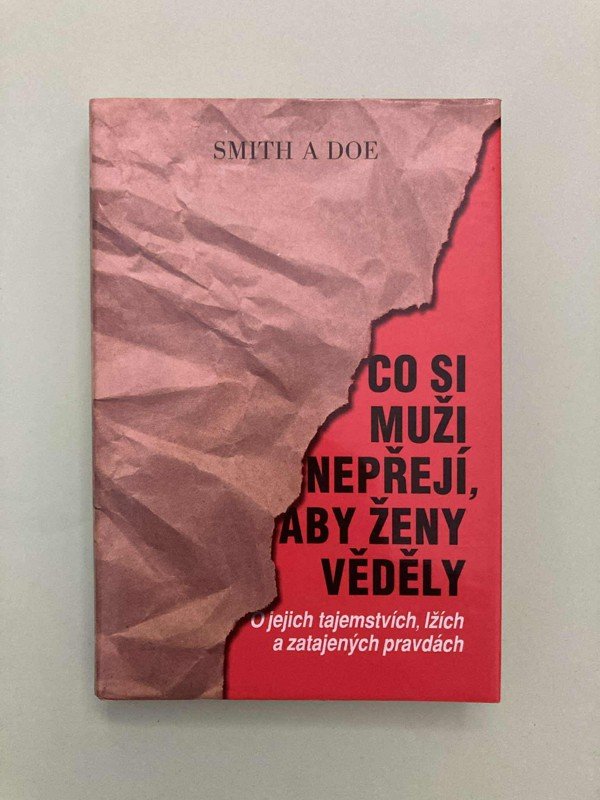 SMITH A DOE
CO SI
MUŽI
NEPŘEJÍ,
ABY ŽENY
VĚDĚLY
O jejich tajemstvích, lžích
a zatajených pravdách